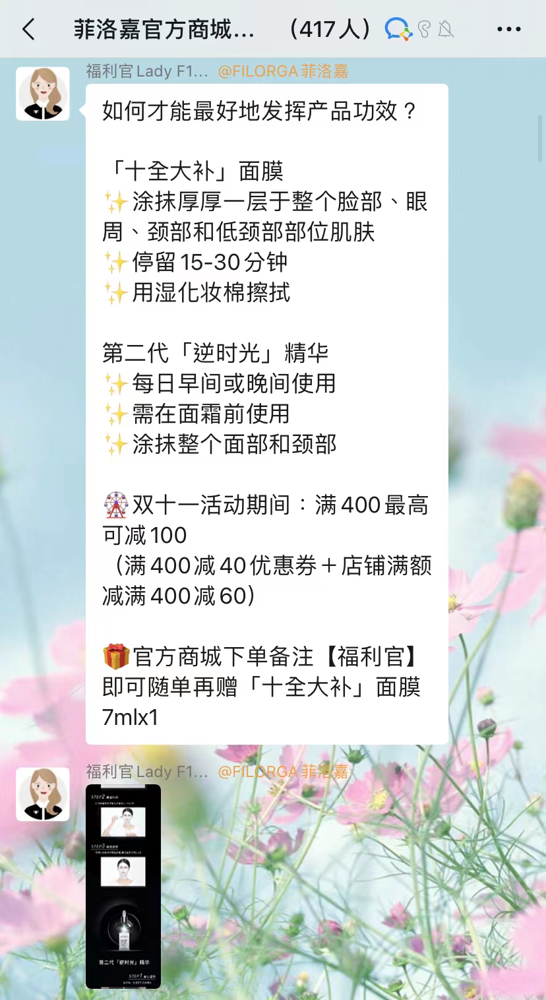 菲洛嘉官方商城... （417人）
福利官Lady F1... @FILORGA菲洛嘉
如何才能最好地发挥产品功效？
「十全大补」面膜
✨涂抹厚厚一层于整个脸部、眼
周、颈部和低颈部部位肌肤
✨停留15-30分钟
✨用湿化妆棉擦拭
第二代「逆时光」精华
✨每日早间或晚间使用
✨需在面霜前使用
✨涂抹整个面部和颈部
🎡双十一活动期间：满400最高
可减100
（满400减40优惠券＋店铺满额
减满400减60）
🎁官方商城下单备注【福利官】
即可随单再赠「十全大补」面膜
7mlx1
福利官Lady F1... @FILORGA菲洛嘉
STEP2
STEP3
第二代「逆时光」精华
STEP1